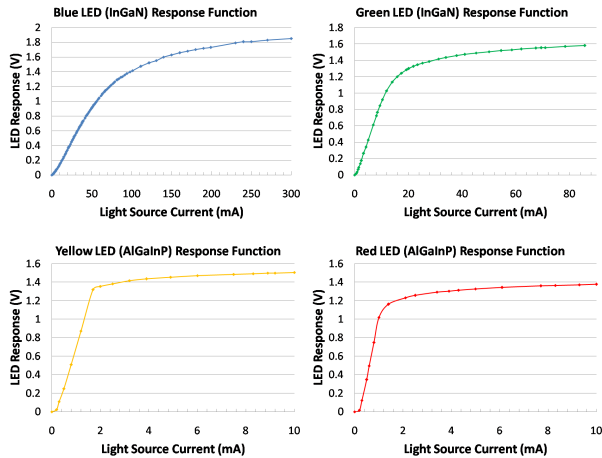 Blue LED (InGaN) Response Function
LED Response (V)
2
1.8
1.6
1.4
1.2
1
0.8
0.6
0.4
0.2
0
0 50 100 150 200 250 300
Light Source Current (mA)
Green LED (InGaN) Response Function
LED Response (V)
1.8
1.6
1.4
1.2
1
0.8
0.6
0.4
0.2
0
0 20 40 60 80
Light Source Current (mA)
Yellow LED (AlGaInP) Response Function
LED Response (V)
1.6
1.4
1.2
1
0.8
0.6
0.4
0.2
0
0 2 4 6 8 10
Light Source Current (mA)
Red LED (AlGaInP) Response Function
LED Response (V)
1.6
1.4
1.2
1
0.8
0.6
0.4
0.2
0
0 2 4 6 8 10
Light Source Current (mA)